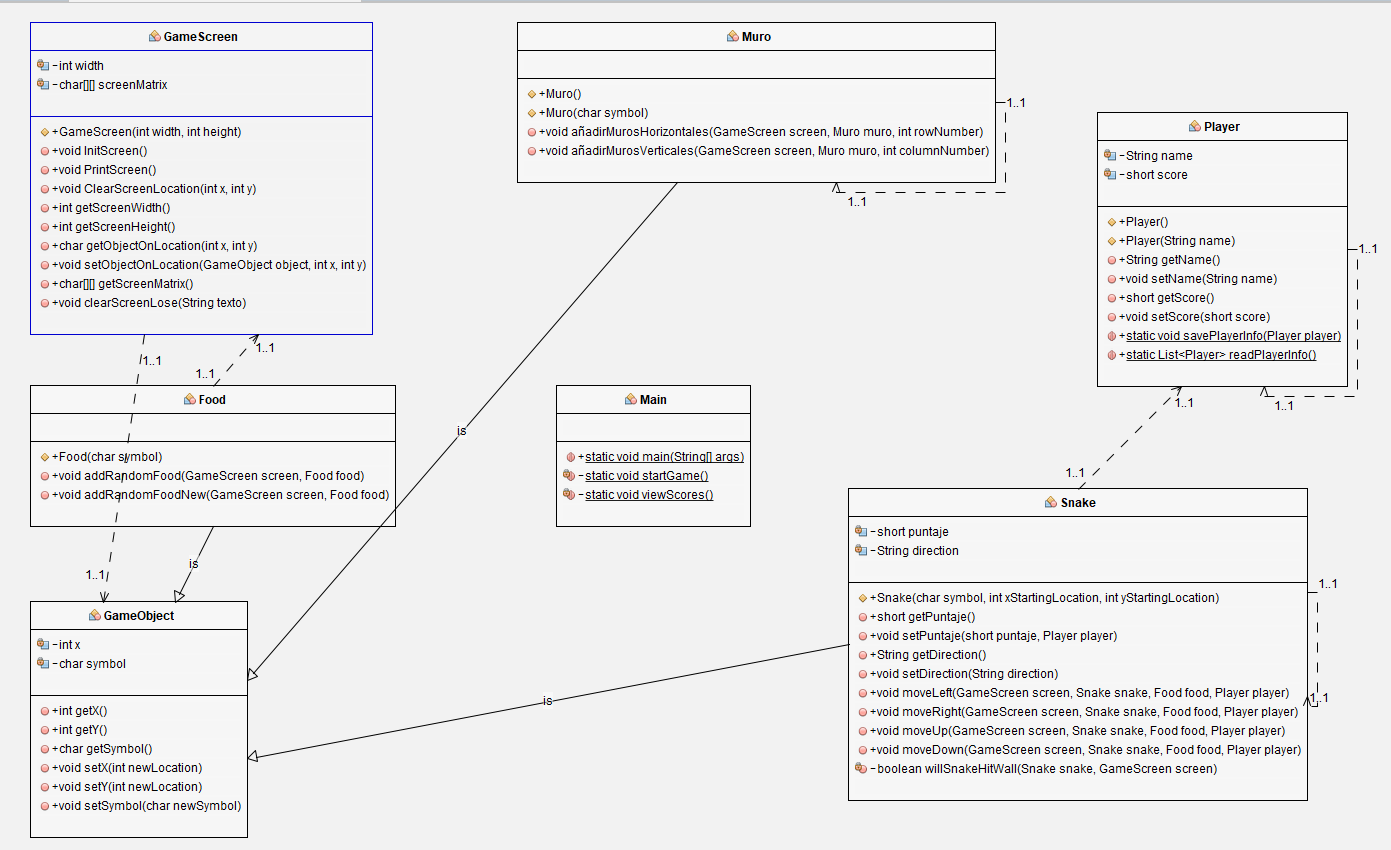 GameScreen
-int width
-char[][] screenMatrix
+GameScreen(int width, int height)
+void InitScreen()
+void PrintScreen()
+void ClearScreenLocation(int x, int y)
+int getScreenWidth()
+int getScreenHeight()
+char getObjectOnLocation(int x, int y)
+void setObjectOnLocation(GameObject object, int x, int y)
+char[][] getScreenMatrix()
+void clearScreenLose(String texto)
Muro
+Muro()
+Muro(char symbol)
+void añadirMurosHorizontales(GameScreen screen, Muro muro, int rowNumber)
+void añadirMurosVerticales(GameScreen screen, Muro muro, int columnNumber)
1..1
1..1
Player
-String name
-short score
+Player()
+Player(String name)
+String getName()
+void setName(String name)
+short getScore()
+void setScore(short score)
+static void savePlayerInfo(Player player)
+static List<Player> readPlayerInfo()
1..1
1..1
1..1
1..1
1..1
1..1
Food
+Food(char symbol)
+void addRandomFood(GameScreen screen, Food food)
+void addRandomFoodNew(GameScreen screen, Food food)
is
Main
+static void main(String[] args)
-static void startGame()
-static void viewScores()
1..1
1..1
is
GameObject
-int x
-char symbol
+int getX()
+int getY()
+char getSymbol()
+void setX(int newLocation)
+void setY(int newLocation)
+void setSymbol(char newSymbol)
is
Snake
-short puntaje
-String direction
+Snake(char symbol, int xStartingLocation, int yStartingLocation)
+short getPuntaje()
+void setPuntaje(short puntaje, Player player)
+String getDirection()
+void setDirection(String direction)
+void moveLeft(GameScreen screen, Snake snake, Food food, Player player)
+void moveRight(GameScreen screen, Snake snake, Food food, Player player)
+void moveUp(GameScreen screen, Snake snake, Food food, Player player)
+void moveDown(GameScreen screen, Snake snake, Food food, Player player)
-boolean willSnakeHitWall(Snake snake, GameScreen screen)
1..1
1..1